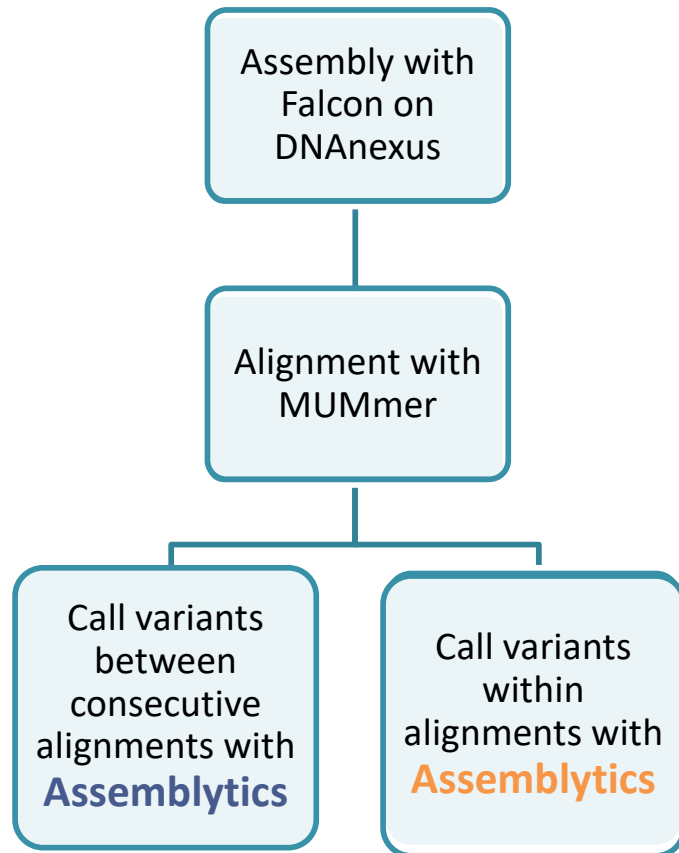 Assembly with
Falcon on
DNAnexus
Alignment with
MUMmer
Call variants
between
consecutive
alignments with
Assemblytics
Call variants
within
alignments with
Assemblytics